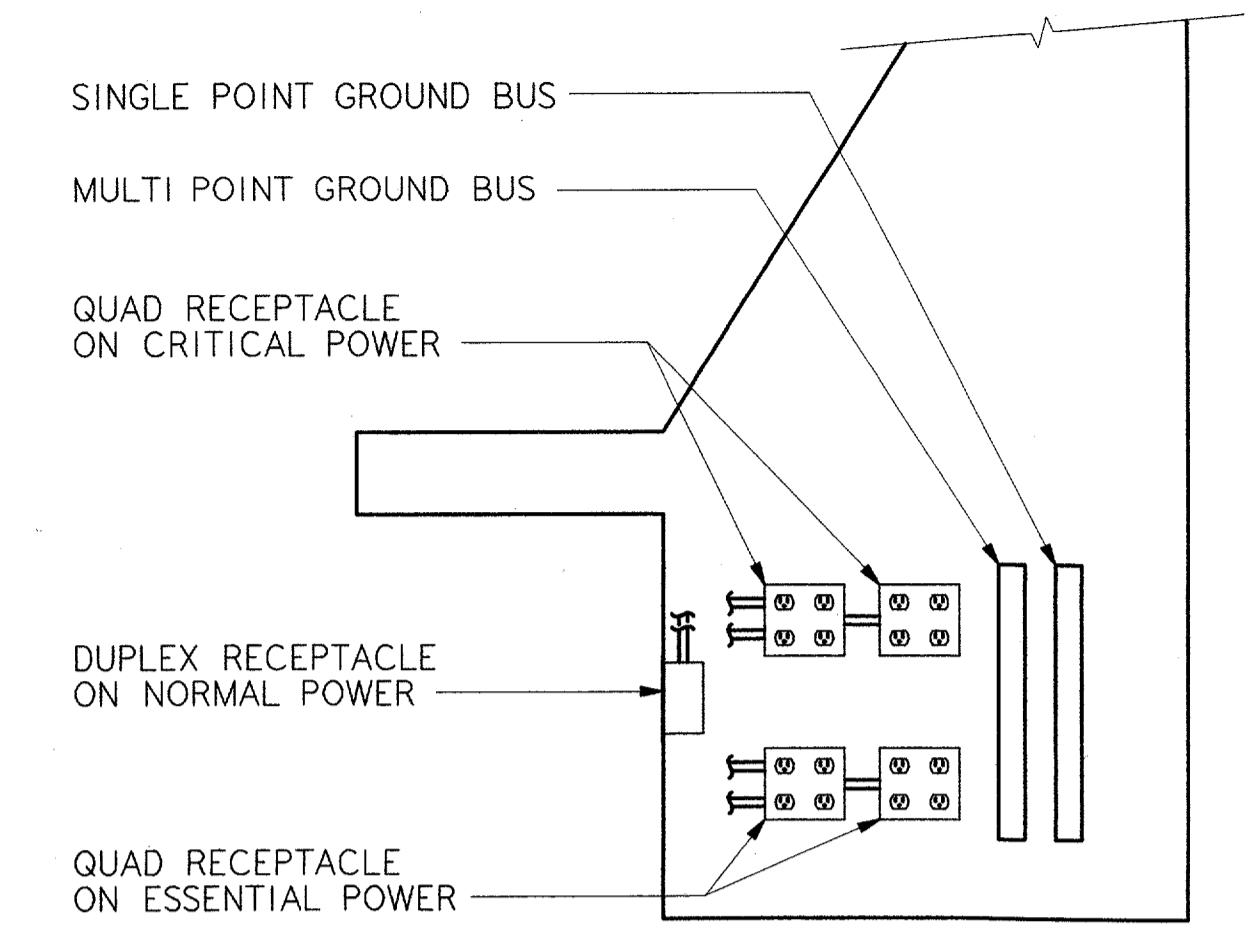 SINGLE POINT GROUND BUS
MULTI POINT GROUND BUS
QUAD RECEPTACLE
ON CRITICAL POWER
DUPLEX RECEPTACLE
ON NORMAL POWER
QUAD RECEPTACLE
ON ESSENTIAL POWER